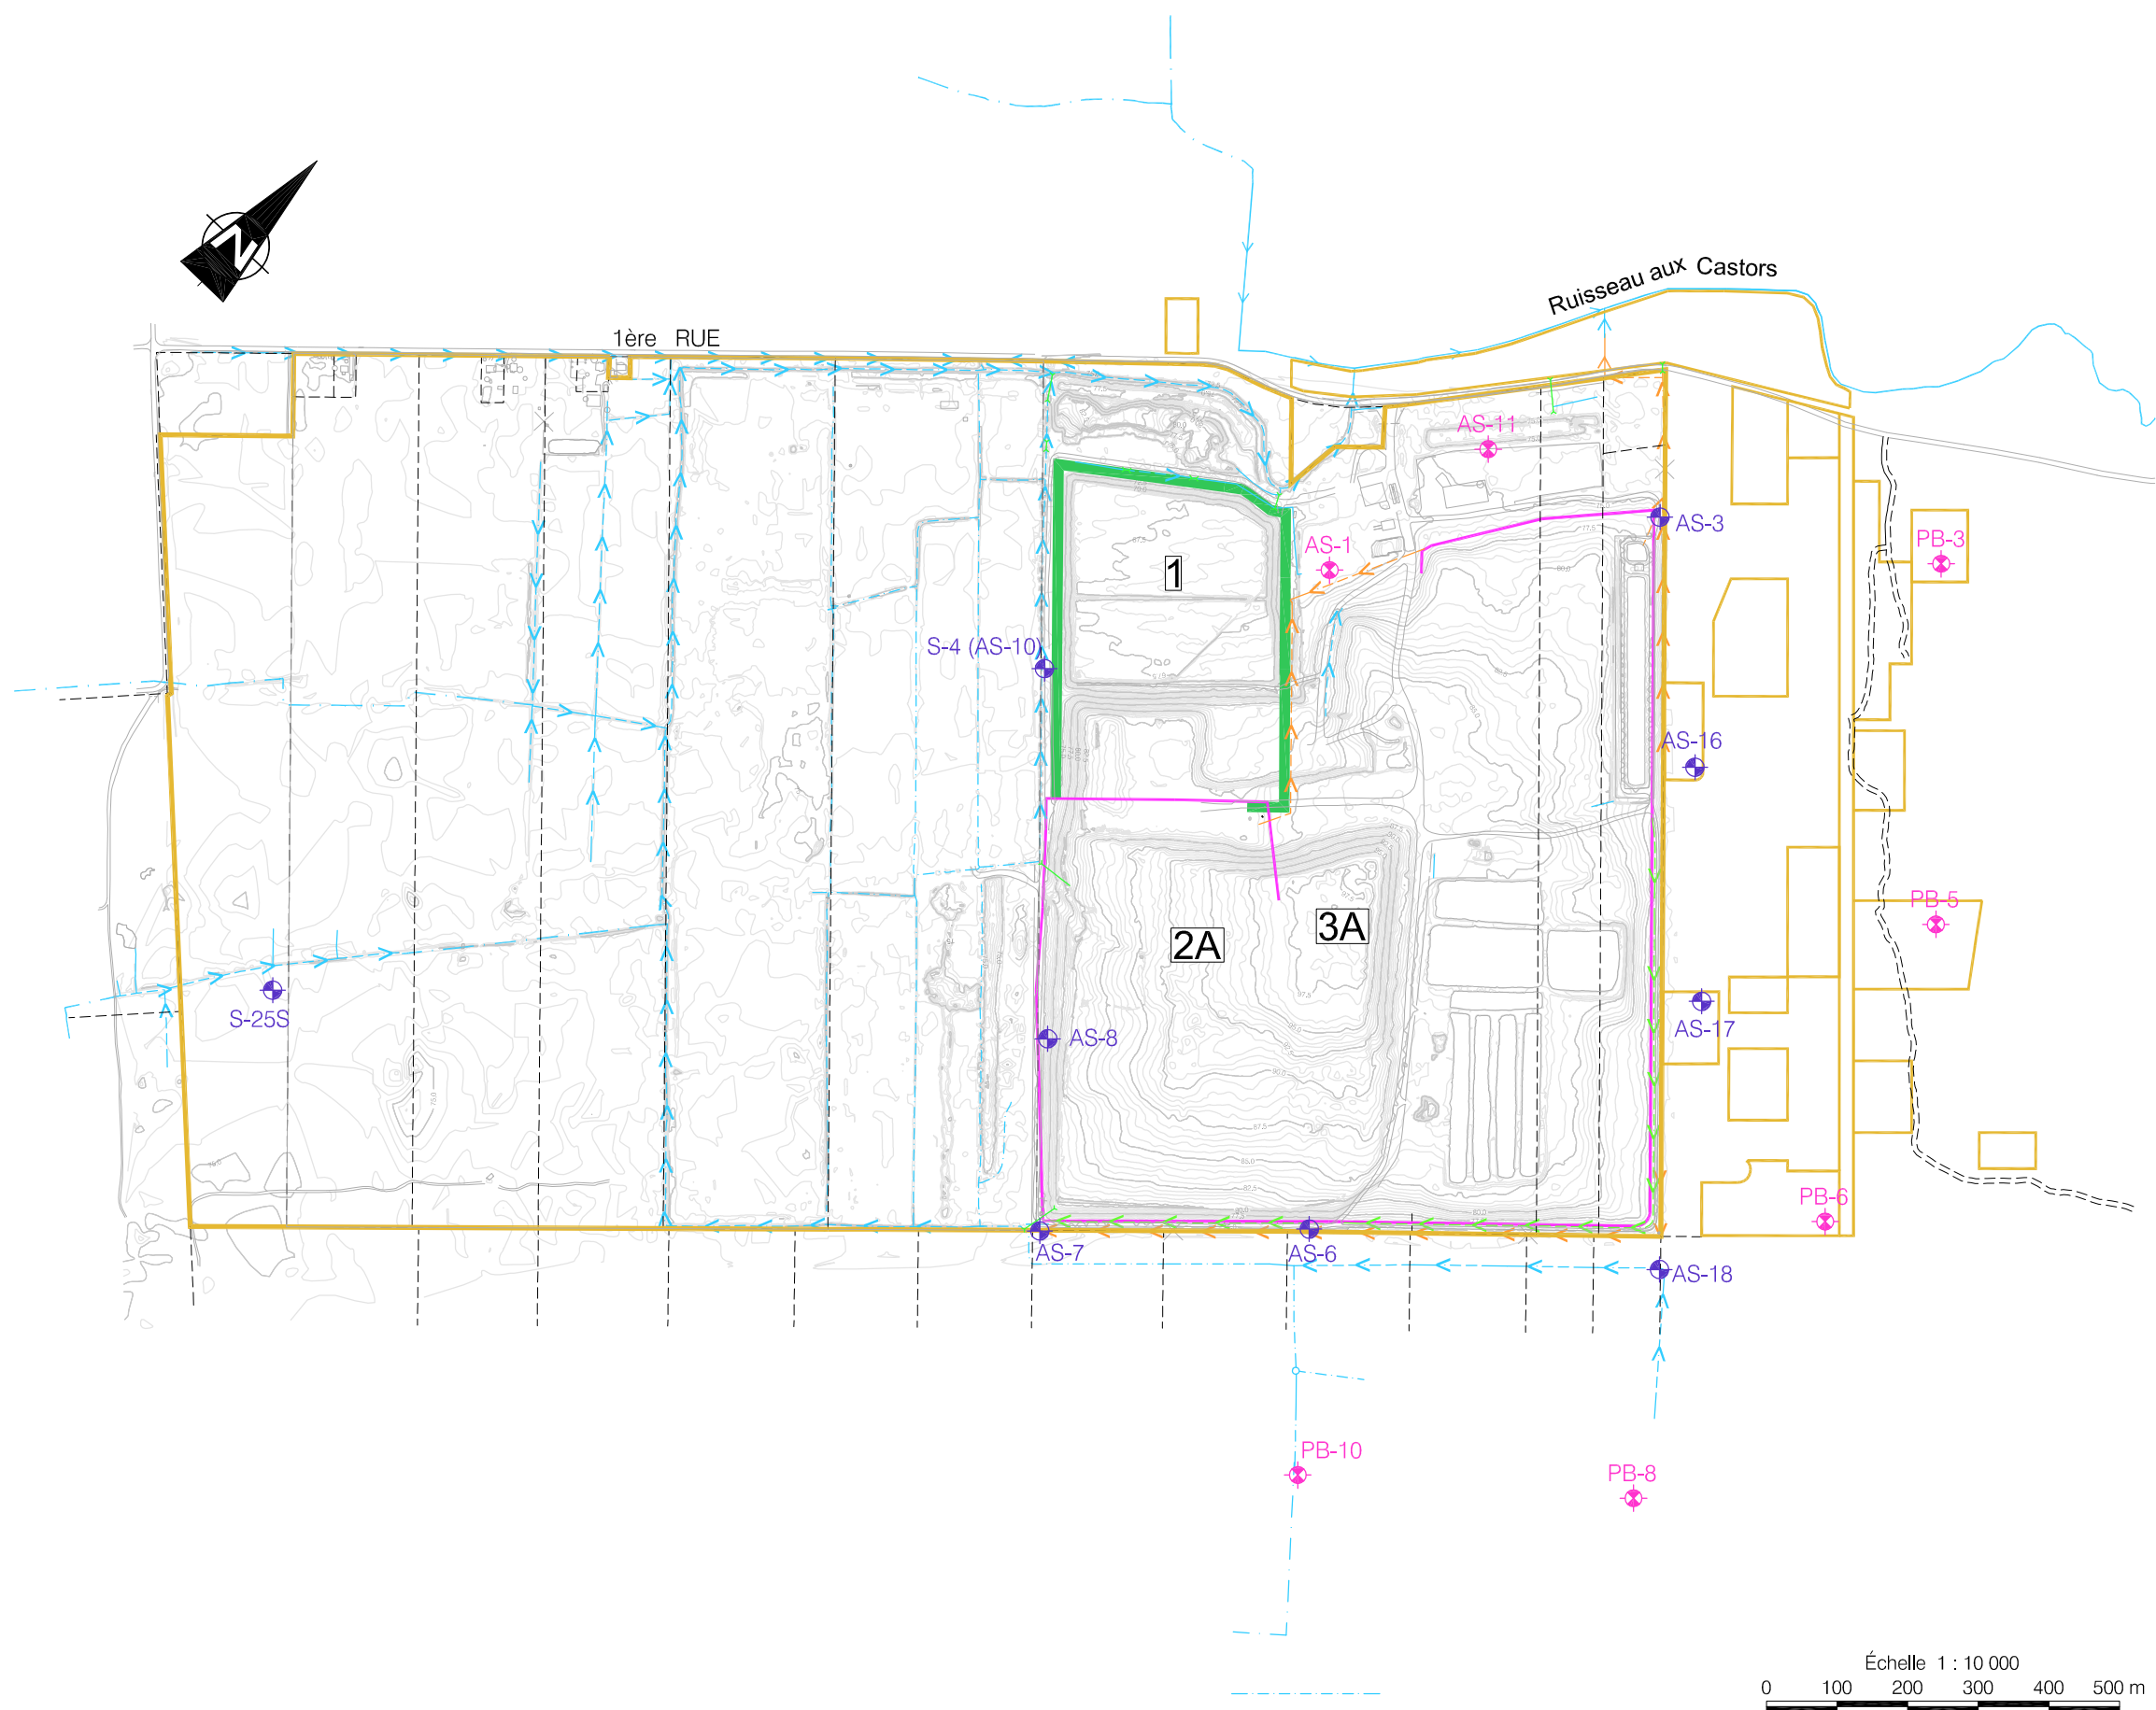 Ruisseau aux Castors
1ère RUE
N
AS-11
AS-3
PB-3
AS-1
1
S-4 (AS-10)
AS-16
PB-5
3A
2A
S-25S
AS-17
AS-8
PB-6
AS-7
AS-6
AS-18
PB-10
PB-8
Échelle 1 : 10 000
0 100 200 300 400 500 m